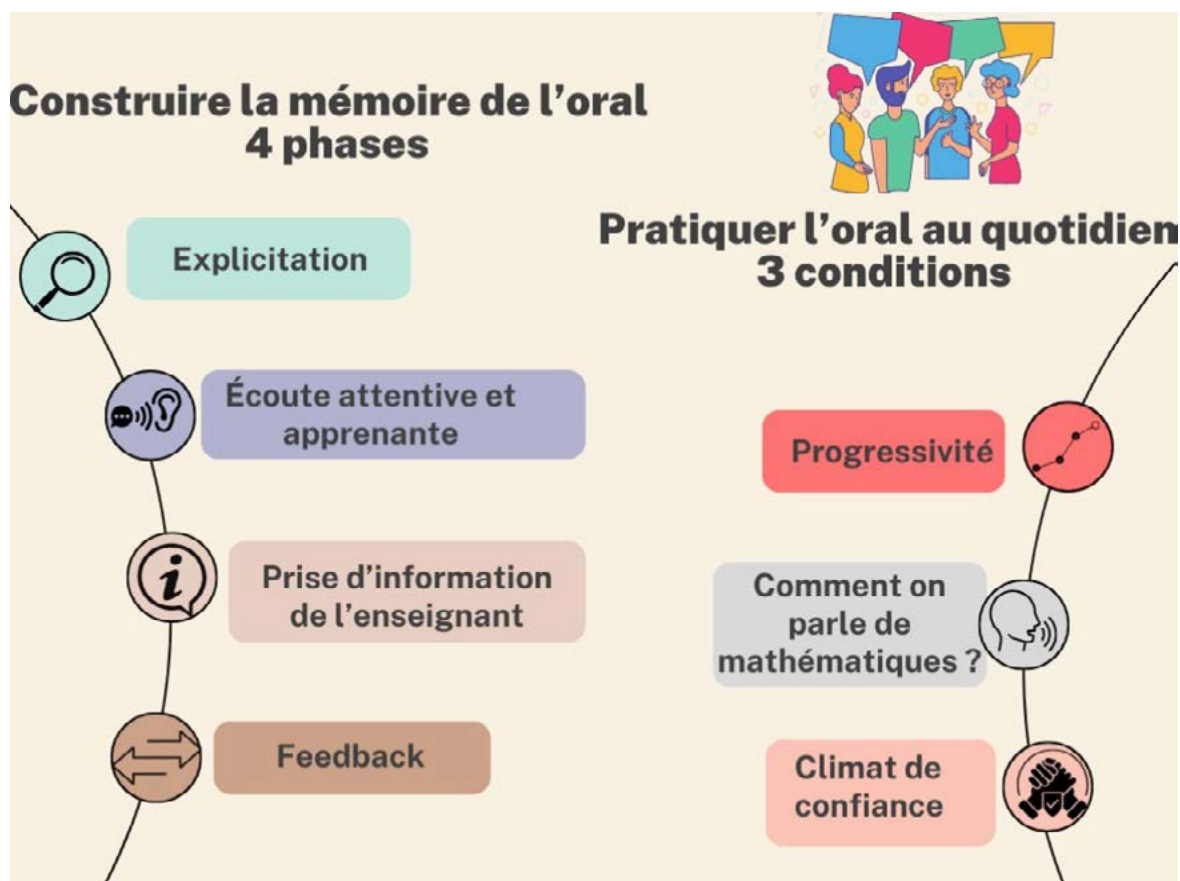 Construire la mémoire de l'oral
4 phases
Explicitation
Écoute attentive et
apprenante
Prise d'information
de l'enseignant
Feedback
Pratiquer l'oral au quotidien
3 conditions
Progressivité
Comment on
parle de
mathématiques ?
Climat de
confiance